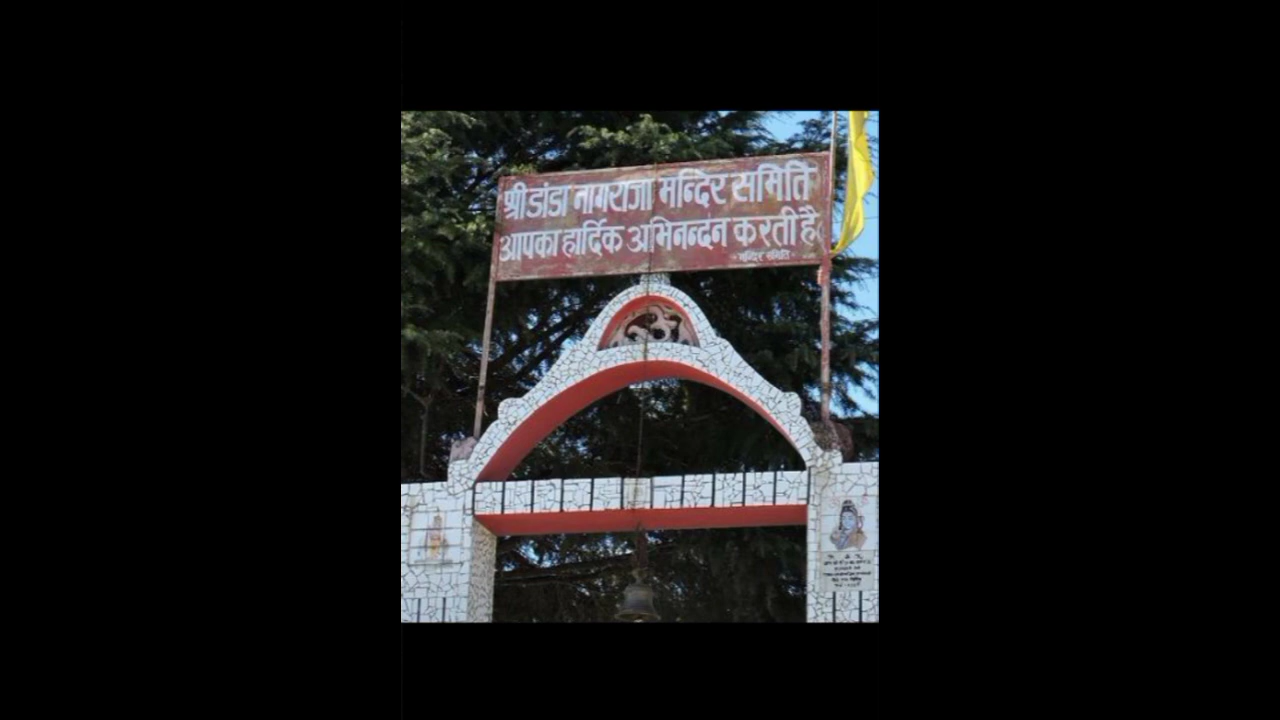 श्री डांडा नागराजा मन्दिर समिति
आपका हार्दिक अभिनन्दन करती है।
- मन्दिर समिति -